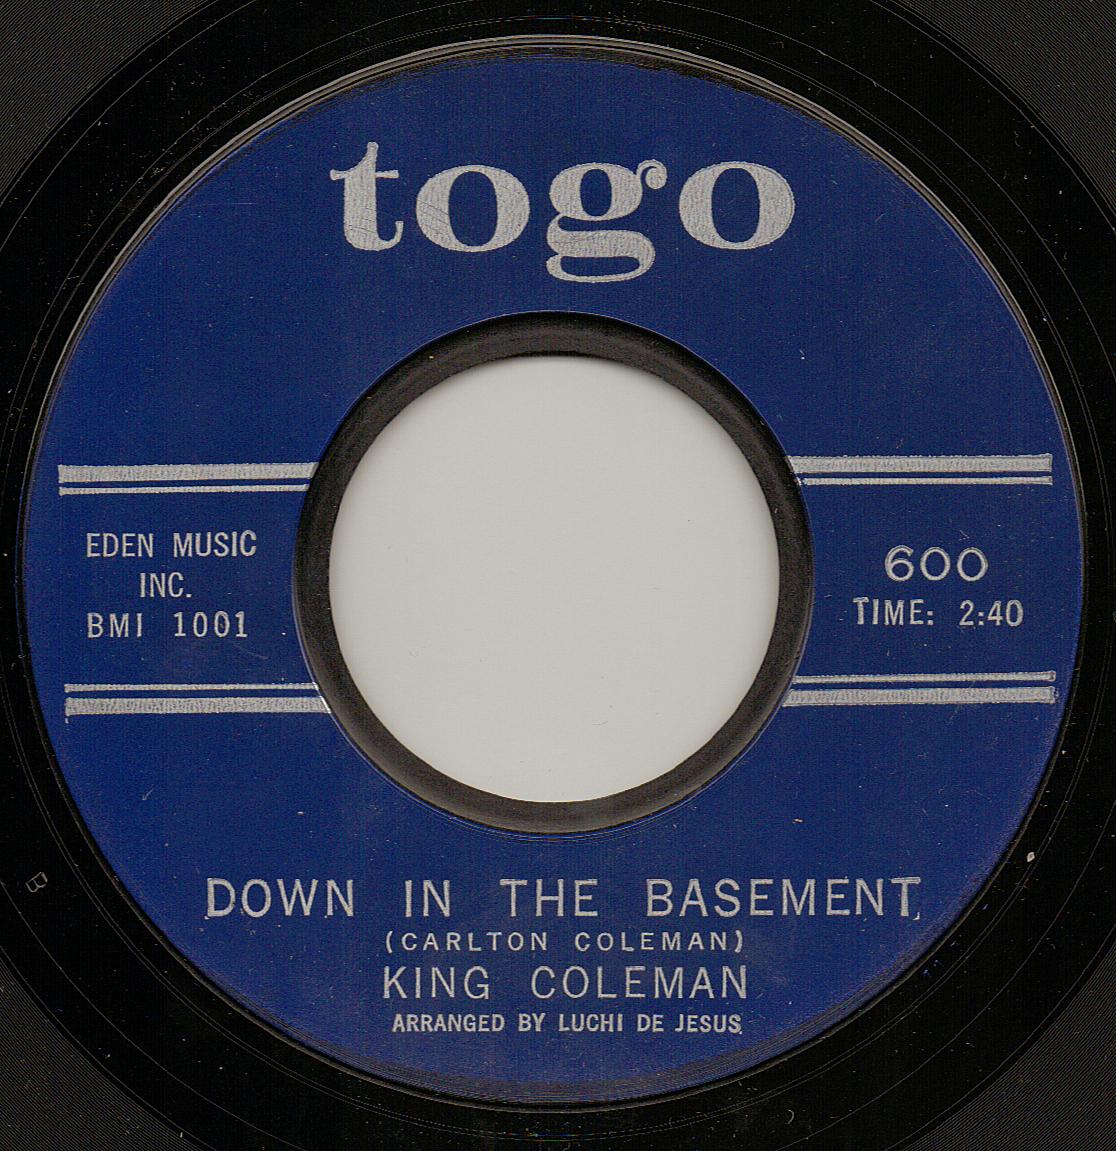 togo
EDEN MUSIC
INC.
BMI 1001
600
TIME: 2:40
DOWN IN THE BASEMENT
(CARLTON COLEMAN)
KING COLEMAN
ARRANGED BY LUCHI DE JESUS
B